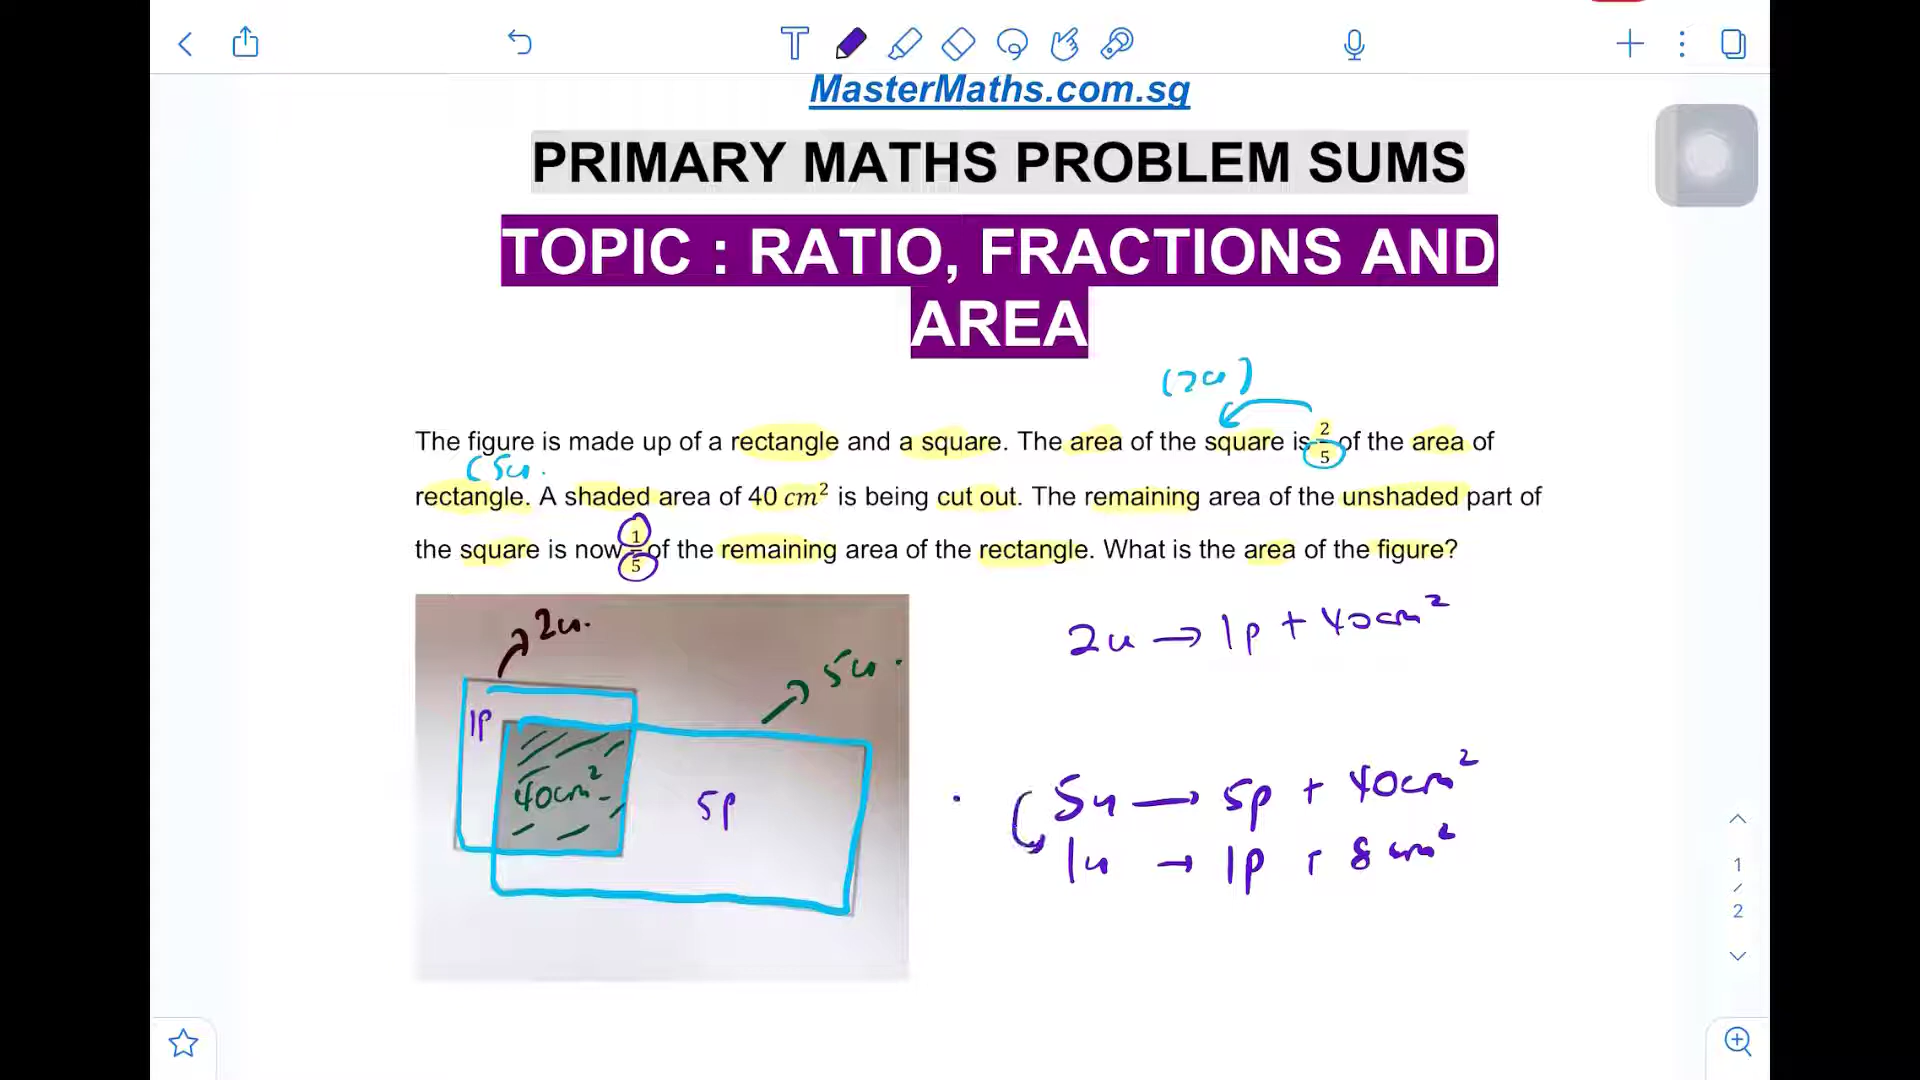 MasterMaths.com.sg
PRIMARY MATHS PROBLEM SUMS
TOPIC : RATIO, FRACTIONS AND
AREA
(2u)
The figure is made up of a rectangle and a square. The area of the square is 2/5 of the area of
(5u.
rectangle. A shaded area of 40 cm² is being cut out. The remaining area of the unshaded part of
the square is now 1/5 of the remaining area of the rectangle. What is the area of the figure?
2u.
5u.
1p
40cm²
5p
2u → 1p + 40cm²
5u → 5p + 40cm²
1u → 1p + 8cm²
1
/
2